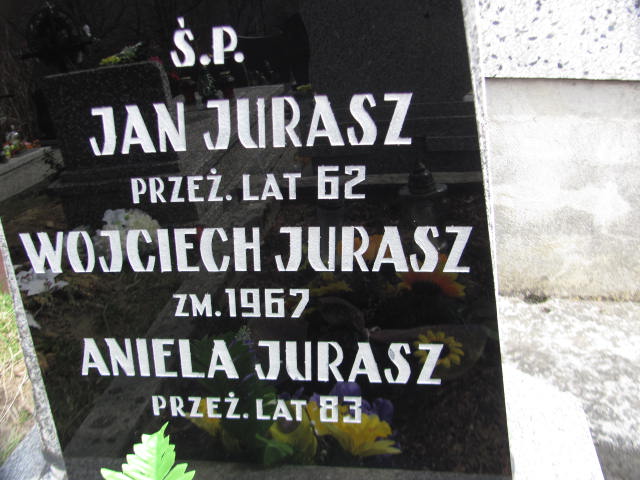 Ś.P.
JAN JURASZ
PRZEŻ. LAT 62
WOJCIECH JURASZ
ZM. 1967
ANIELA JURASZ
PRZEŻ. LAT 83